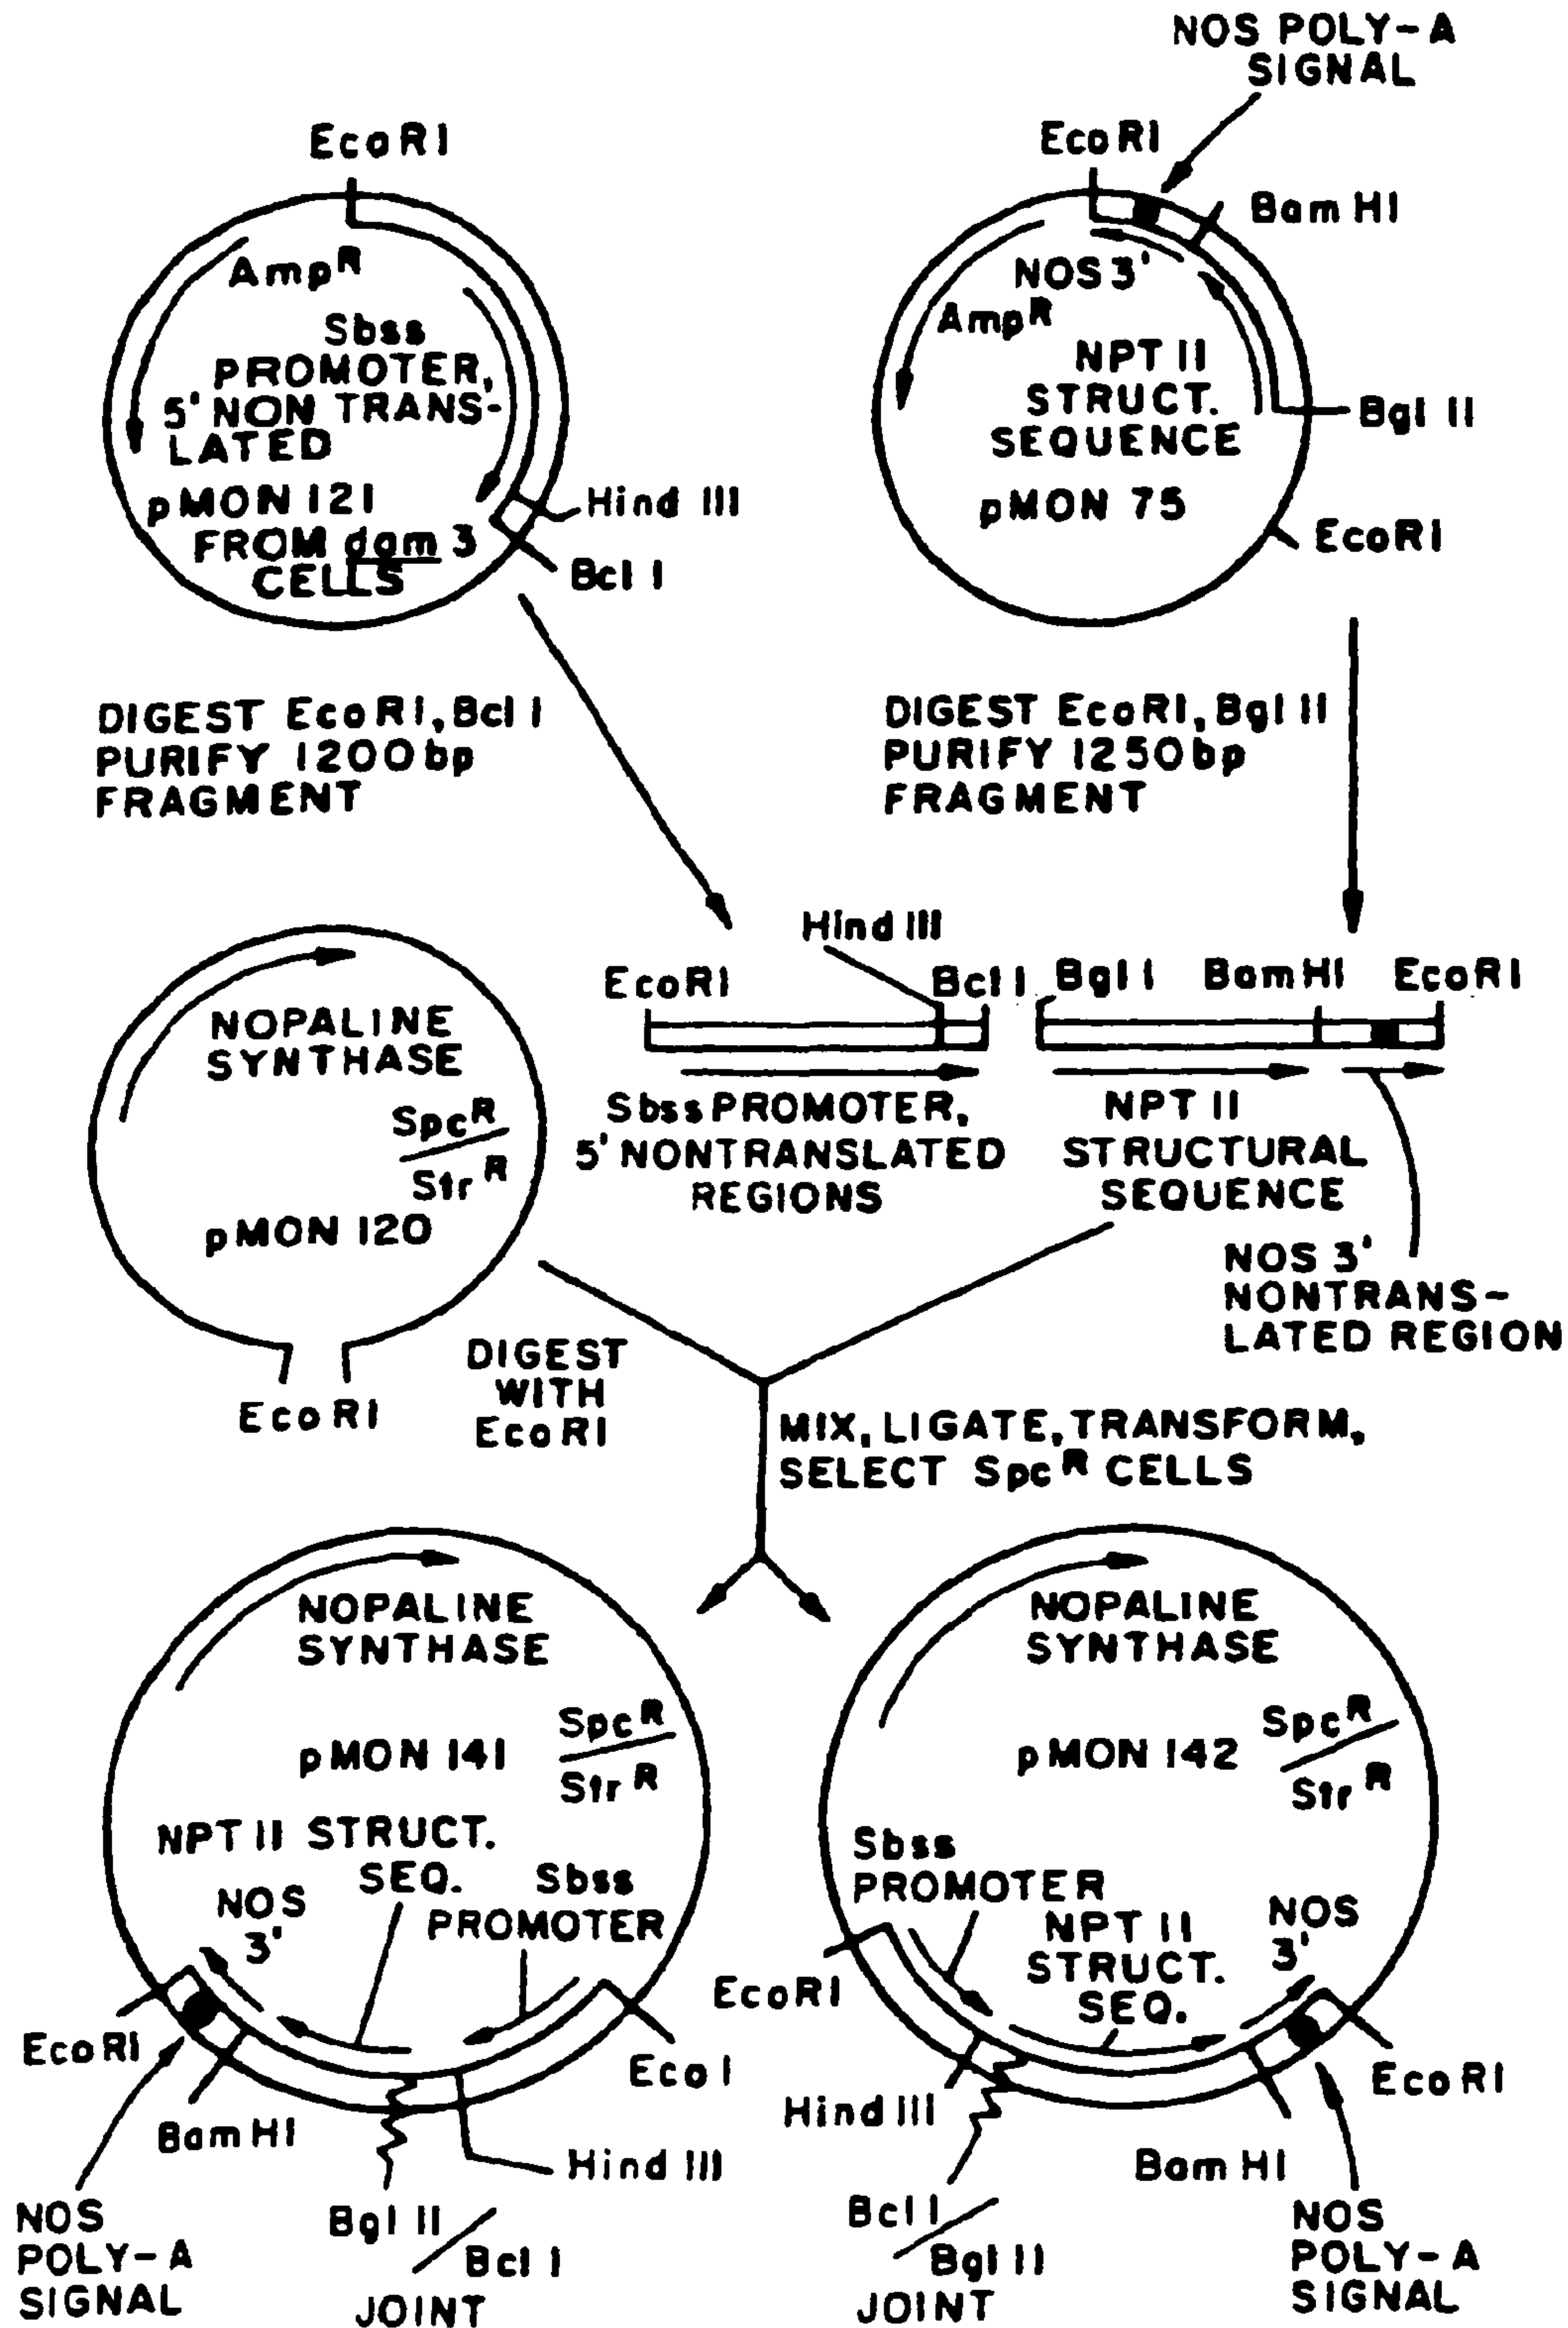 NOS POLY-A
SIGNAL
EcoRI
AmpR
Sbss
PROMOTER,
5' NON TRANS-
LATED
pMON 121
FROM dam 3
CELLS
Hind III
Bcl I
EcoRI
Bam HI
NOS 3'
AmpR
NPT II
STRUCT.
SEQUENCE
pMON 75
Bgl II
EcoRI
DIGEST EcoRI, Bcl I
PURIFY 1200bp
FRAGMENT
DIGEST EcoRI, Bgl II
PURIFY 1250bp
FRAGMENT
Hind III
EcoRI
Bcl I
Bgl I
BamHI
EcoRI
Sbss PROMOTER,
5' NONTRANSLATED
REGIONS
NPT II
STRUCTURAL
SEQUENCE
NOS 3'
NONTRANS-
LATED REGION
NOPALINE
SYNTHASE
SpcR
StrR
pMON 120
EcoRI
DIGEST
WITH
EcoRI
MIX, LIGATE, TRANSFORM,
SELECT SpcR CELLS
NOPALINE
SYNTHASE
pMON 141
SpcR
StrR
NPT II STRUCT.
SEQ.
Sbss
PROMOTER
NOS
3'
EcoRI
BamHI
Eco I
Hind III
NOS
POLY-A
SIGNAL
Bgl II
Bcl I
JOINT
NOPALINE
SYNTHASE
pMON 142
SpcR
StrR
Sbss
PROMOTER
NPT II
STRUCT.
SEQ.
NOS
3'
EcoRI
Hind III
EcoRI
Bam HI
Bcl I
Bgl II
JOINT
NOS
POLY-A
SIGNAL